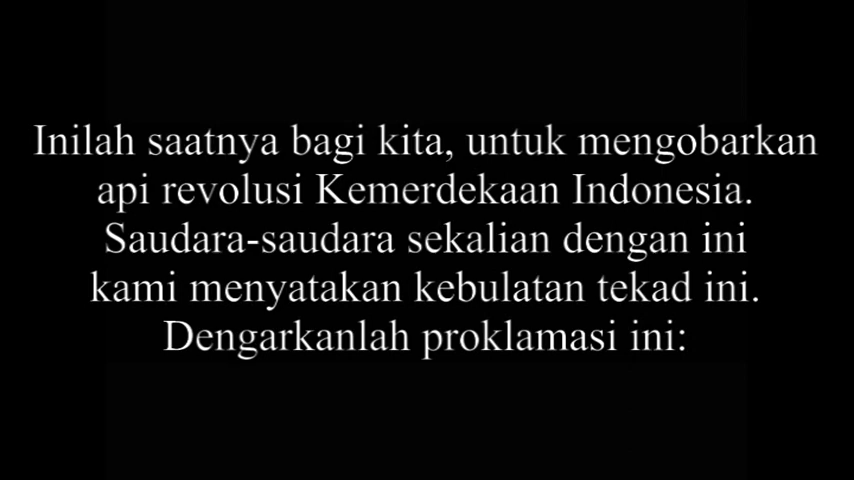 Inilah saatnya bagi kita, untuk mengobarkan
api revolusi Kemerdekaan Indonesia.
Saudara-saudara sekalian dengan ini
kami menyatakan kebulatan tekad ini.
Dengarkanlah proklamasi ini: